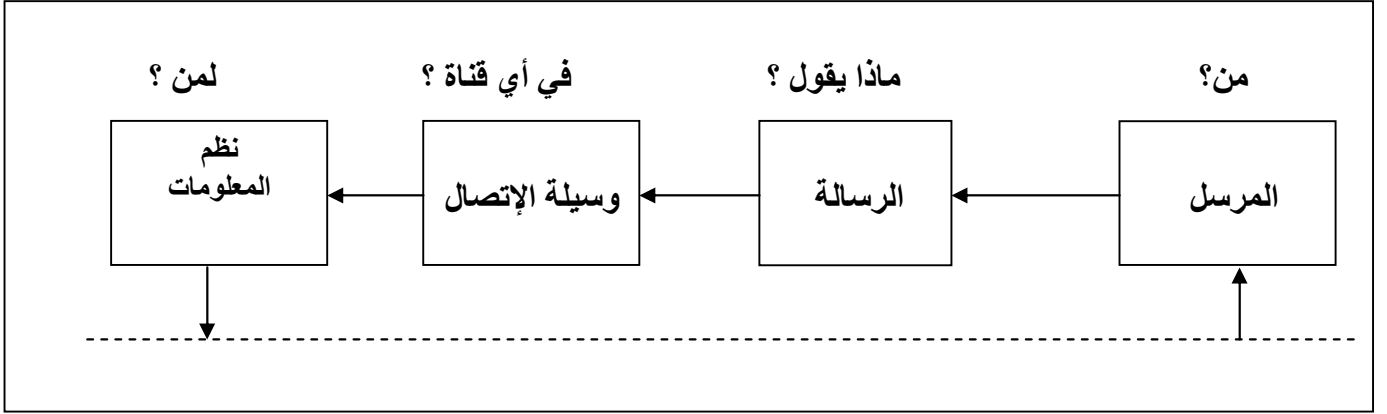 من؟
ماذا يقول ؟
في أي قناة ؟
لمن ؟
المرسل
الرسالة
وسيلة الإتصال
نظم
المعلومات